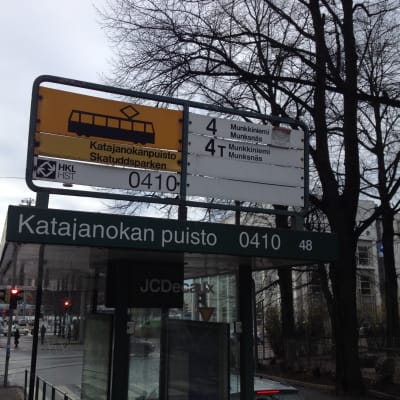 Katajanokanpuisto
Skatuddsparken
HKL
HST
0410
4 Munkkiniemi
Munksnäs
4T Munkkiniemi
Munksnäs
Katajanokan puisto 0410 48
JCDecaux